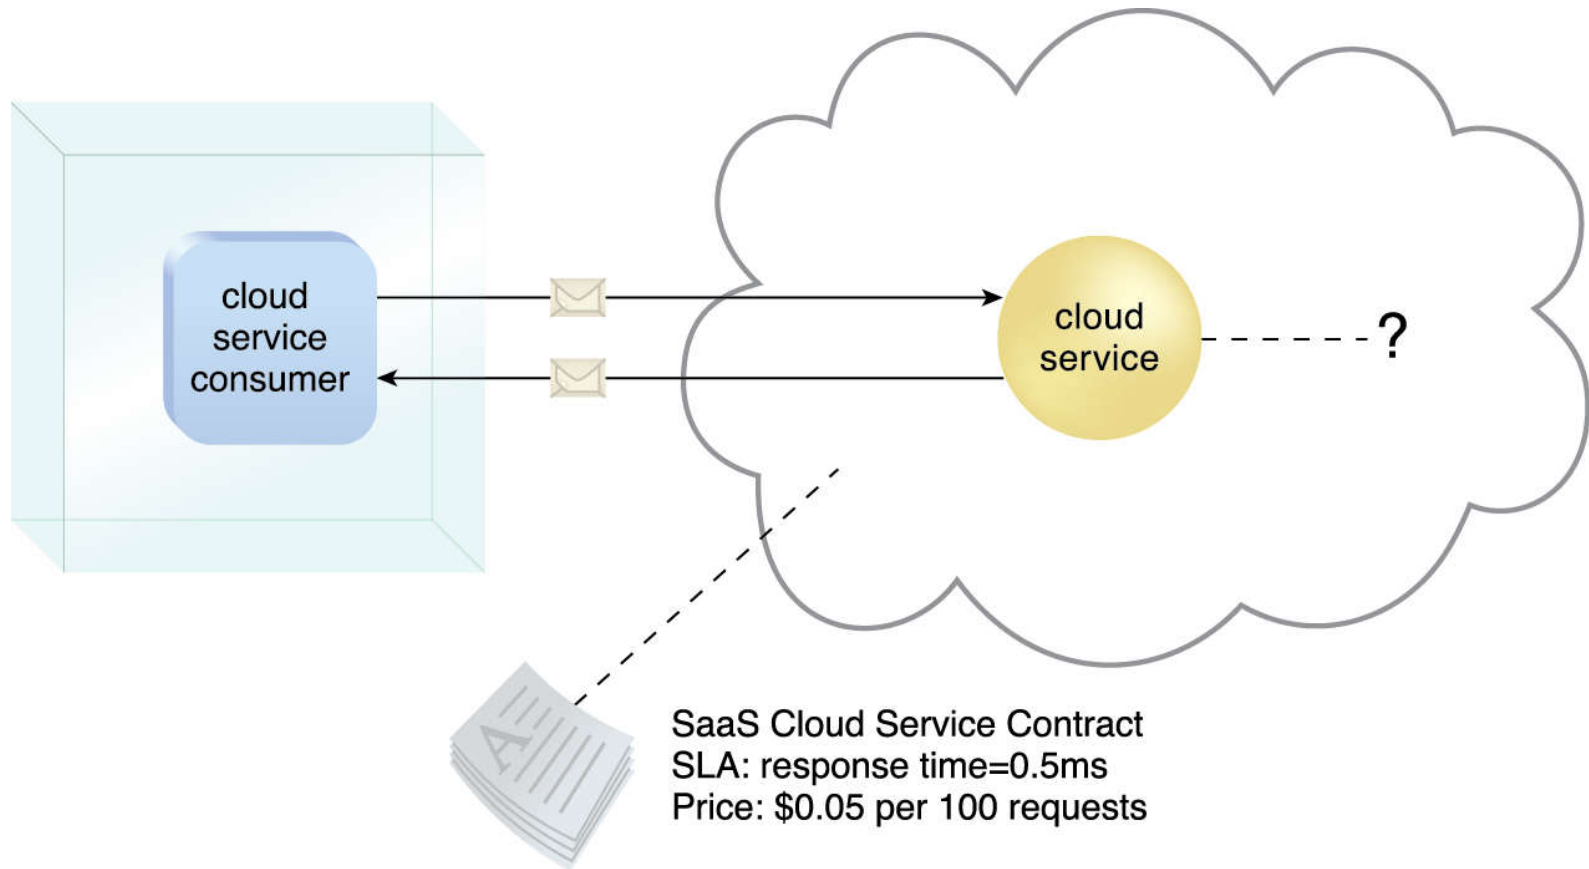 cloud
service
consumer
cloud
service
?
A
SaaS Cloud Service Contract
SLA: response time=0.5ms
Price: $0.05 per 100 requests